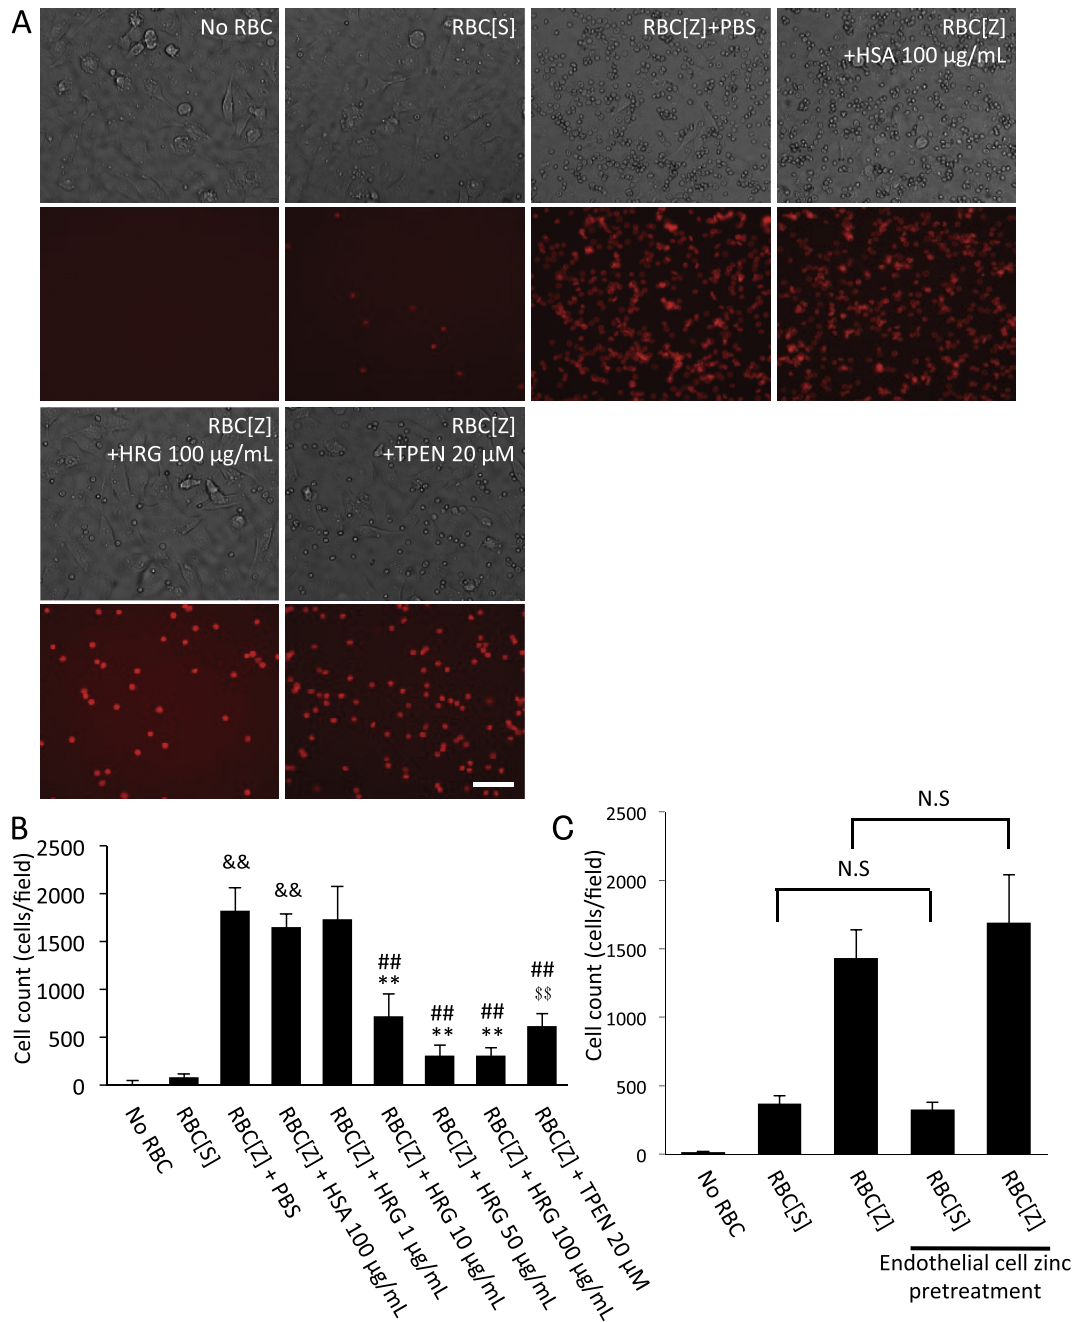 A
No RBC
RBC[S]
RBC[Z]+PBS
RBC[Z]
+HSA 100 μg/mL
RBC[Z]
+HRG 100 μg/mL
RBC[Z]
+TPEN 20 μM
B
Cell count (cells/field)
2500
2000
1500
1000
500
0
&&
&&
##
**
##
**
##
**
##
$$
No RBC
RBC[S]
RBC[Z] + PBS
RBC[Z] + HSA 100 μg/mL
RBC[Z] + HRG 1 μg/mL
RBC[Z] + HRG 10 μg/mL
RBC[Z] + HRG 50 μg/mL
RBC[Z] + HRG 100 μg/mL
RBC[Z] + TPEN 20 μM
C
Cell count (cells/field)
2500
2000
1500
1000
500
0
N.S
N.S
No RBC
RBC[S]
RBC[Z]
RBC[S]
RBC[Z]
Endothelial cell zinc
pretreatment